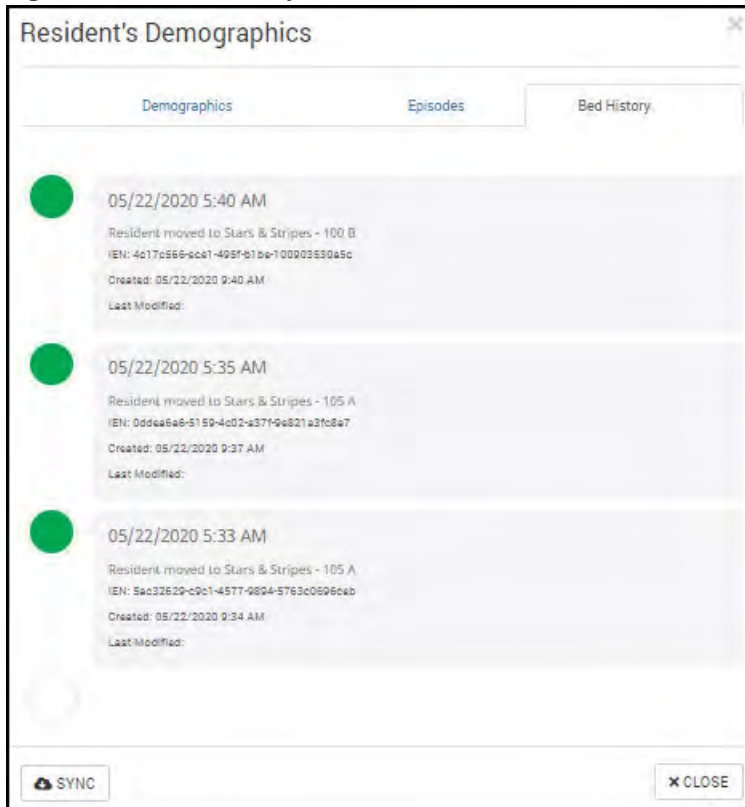 Resident's Demographics
Demographics Episodes Bed History
05/22/2020 5:40 AM
Resident moved to Stars & Stripes - 100 B
IEN: 4c17c566-ece1-495f-b1be-100903530a5c
Created: 05/22/2020 9:40 AM
Last Modified:
05/22/2020 5:35 AM
Resident moved to Stars & Stripes - 105 A
IEN: 0ddea6a6-5159-4c02-a37f-9a821a3fc8a7
Created: 05/22/2020 9:37 AM
Last Modified:
05/22/2020 5:33 AM
Resident moved to Stars & Stripes - 105 A
IEN: 5ac32629-c9c1-4577-9894-5763c0696ceb
Created: 05/22/2020 9:34 AM
Last Modified:
SYNC CLOSE